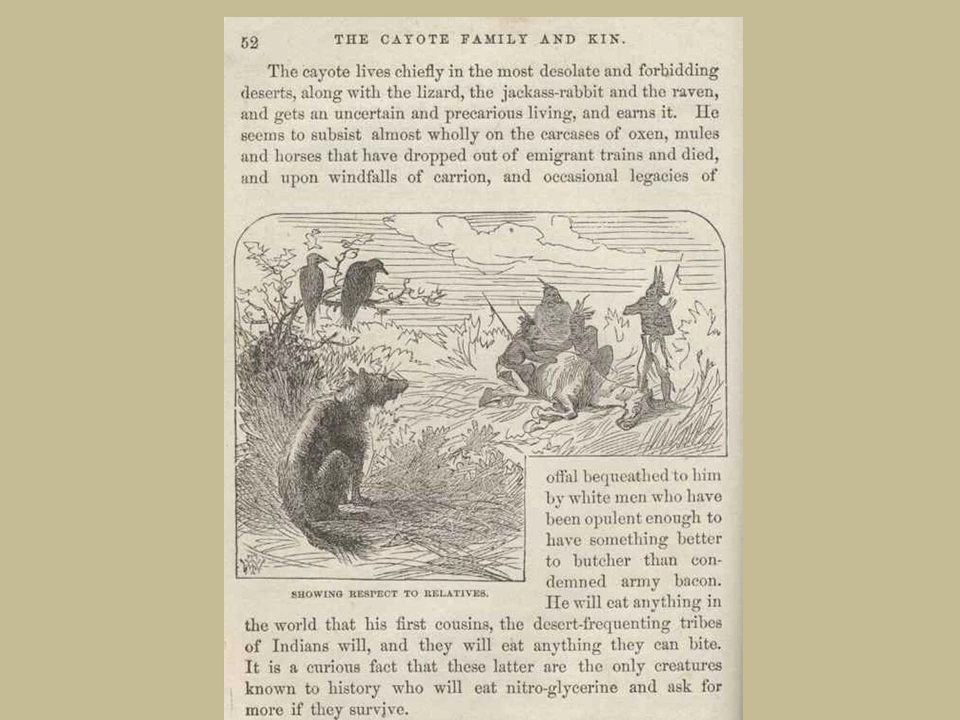 52
THE CAYOTE FAMILY AND KIN.
The cayote lives chiefly in the most desolate and forbidding
deserts, along with the lizard, the jackass-rabbit and the raven,
and gets an uncertain and precarious living, and earns it. He
seems to subsist almost wholly on the carcases of oxen, mules
and horses that have dropped out of emigrant trains and died,
and upon windfalls of carrion, and occasional legacies of
SHOWING RESPECT TO RELATIVES.
offal bequeathed to him
by white men who have
been opulent enough to
have something better
to butcher than con-
demned army bacon.
He will eat anything in
the world that his first cousins, the desert-frequenting tribes
of Indians will, and they will eat anything they can bite.
It is a curious fact that these latter are the only creatures
known to history who will eat nitro-glycerine and ask for
more if they survive.